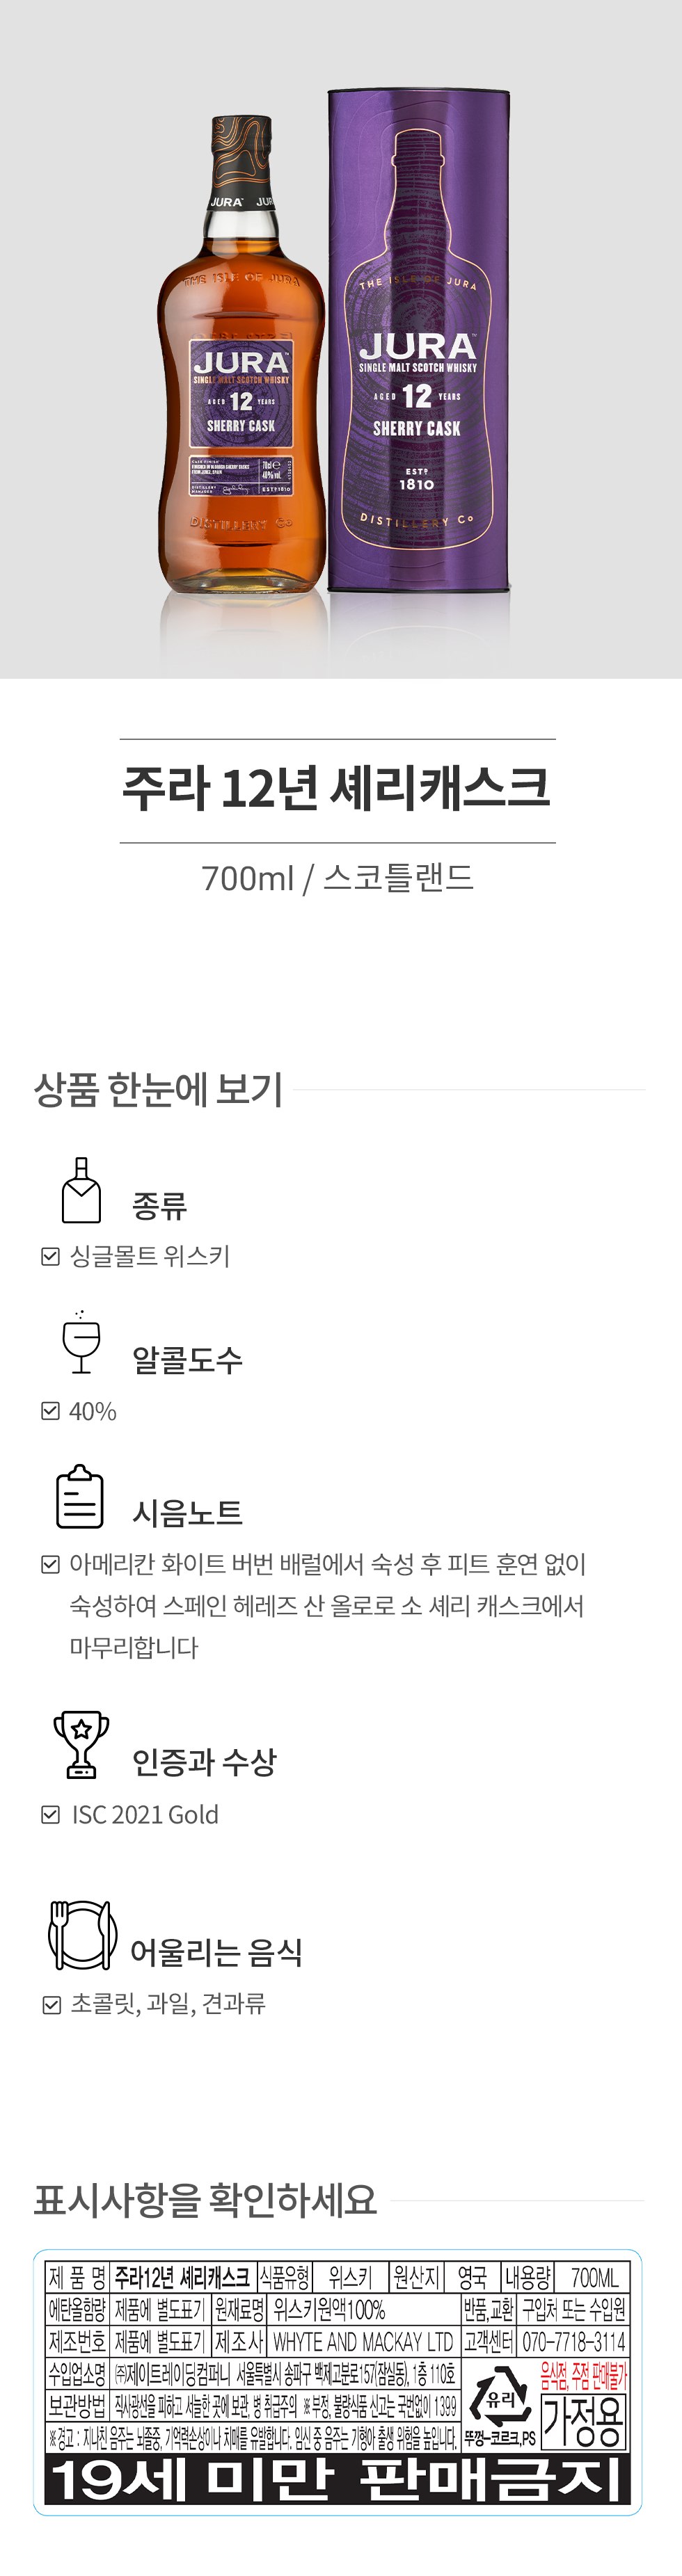 JURA JUR
THE ISLE OF JURA
JURA
SINGLE MALT SCOTCH WHISKY
AGED 12 YEARS
SHERRY CASK
70cl e
40% vol.
DISTILLERY
MANAGER
ESTD 1810
DISTILLERY Co
THE ISLE OF JURA
JURA™
SINGLE MALT SCOTCH WHISKY
AGED 12 YEARS
SHERRY CASK
ESTD
1810
DISTILLERY Co
주라 12년 셰리캐스크
700ml / 스코틀랜드
상품 한눈에 보기
종류
싱글몰트 위스키
알콜도수
40%
시음노트
아메리칸 화이트 버번 배럴에서 숙성 후 피트 훈연 없이
숙성하여 스페인 헤레즈 산 올로로 소 셰리 캐스크에서
마무리합니다
인증과 수상
ISC 2021 Gold
어울리는 음식
초콜릿, 과일, 견과류
표시사항을 확인하세요
제 품 명 주라12년 셰리캐스크 식품유형 위스키 원산지 영국 내용량 700ML
에탄올함량 제품에 별도표기 원재료명 위스키원액100% 반품,교환 구입처 또는 수입원
제조번호 제품에 별도표기 제조사 WHYTE AND MACKAY LTD 고객센터 070-7718-3114
수입업소명 ㈜제이트레이딩컴퍼니 서울특별시 송파구 백제고분로15기(잠실동), 1층 110호
보관방법 직사광선을 피하고 서늘한 곳에 보관, 병 취급주의 ※부정, 불량식품 신고는 국번없이 1399
※경고 : 지나친 음주는 뇌졸중, 기억력손상이나 치매를 유발합니다. 임신 중 음주는 기형아 출생 위험을 높입니다.
유리
뚜껑-코르크,PS
음식점, 주점 판매불가
가정용
19세 미만 판매금지